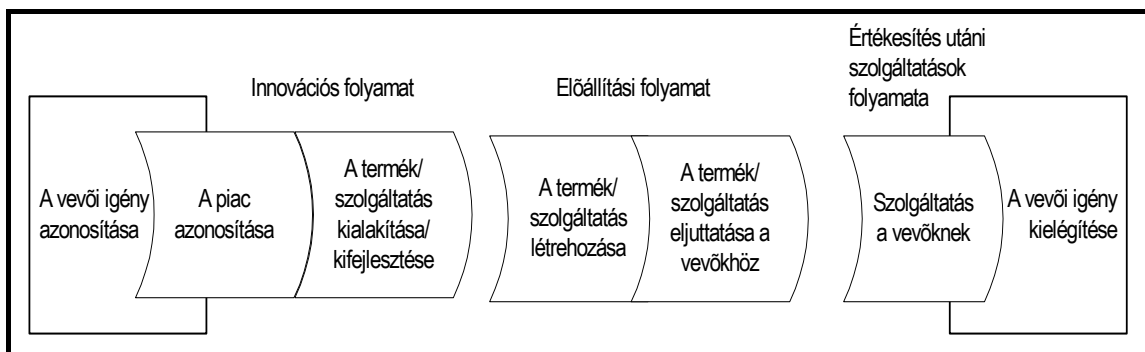 Innovációs folyamat
Elõállítási folyamat
Értékesítés utáni
szolgáltatások
folyamata
A vevõi igény
azonosítása
A piac
azonosítása
A termék/
szolgáltatás
kialakítása/
kifejlesztése
A termék/
szolgáltatás
létrehozása
A termék/
szolgáltatás
eljuttatása a
vevõkhöz
Szolgáltatás
a vevõknek
A vevõi igény
kielégítése